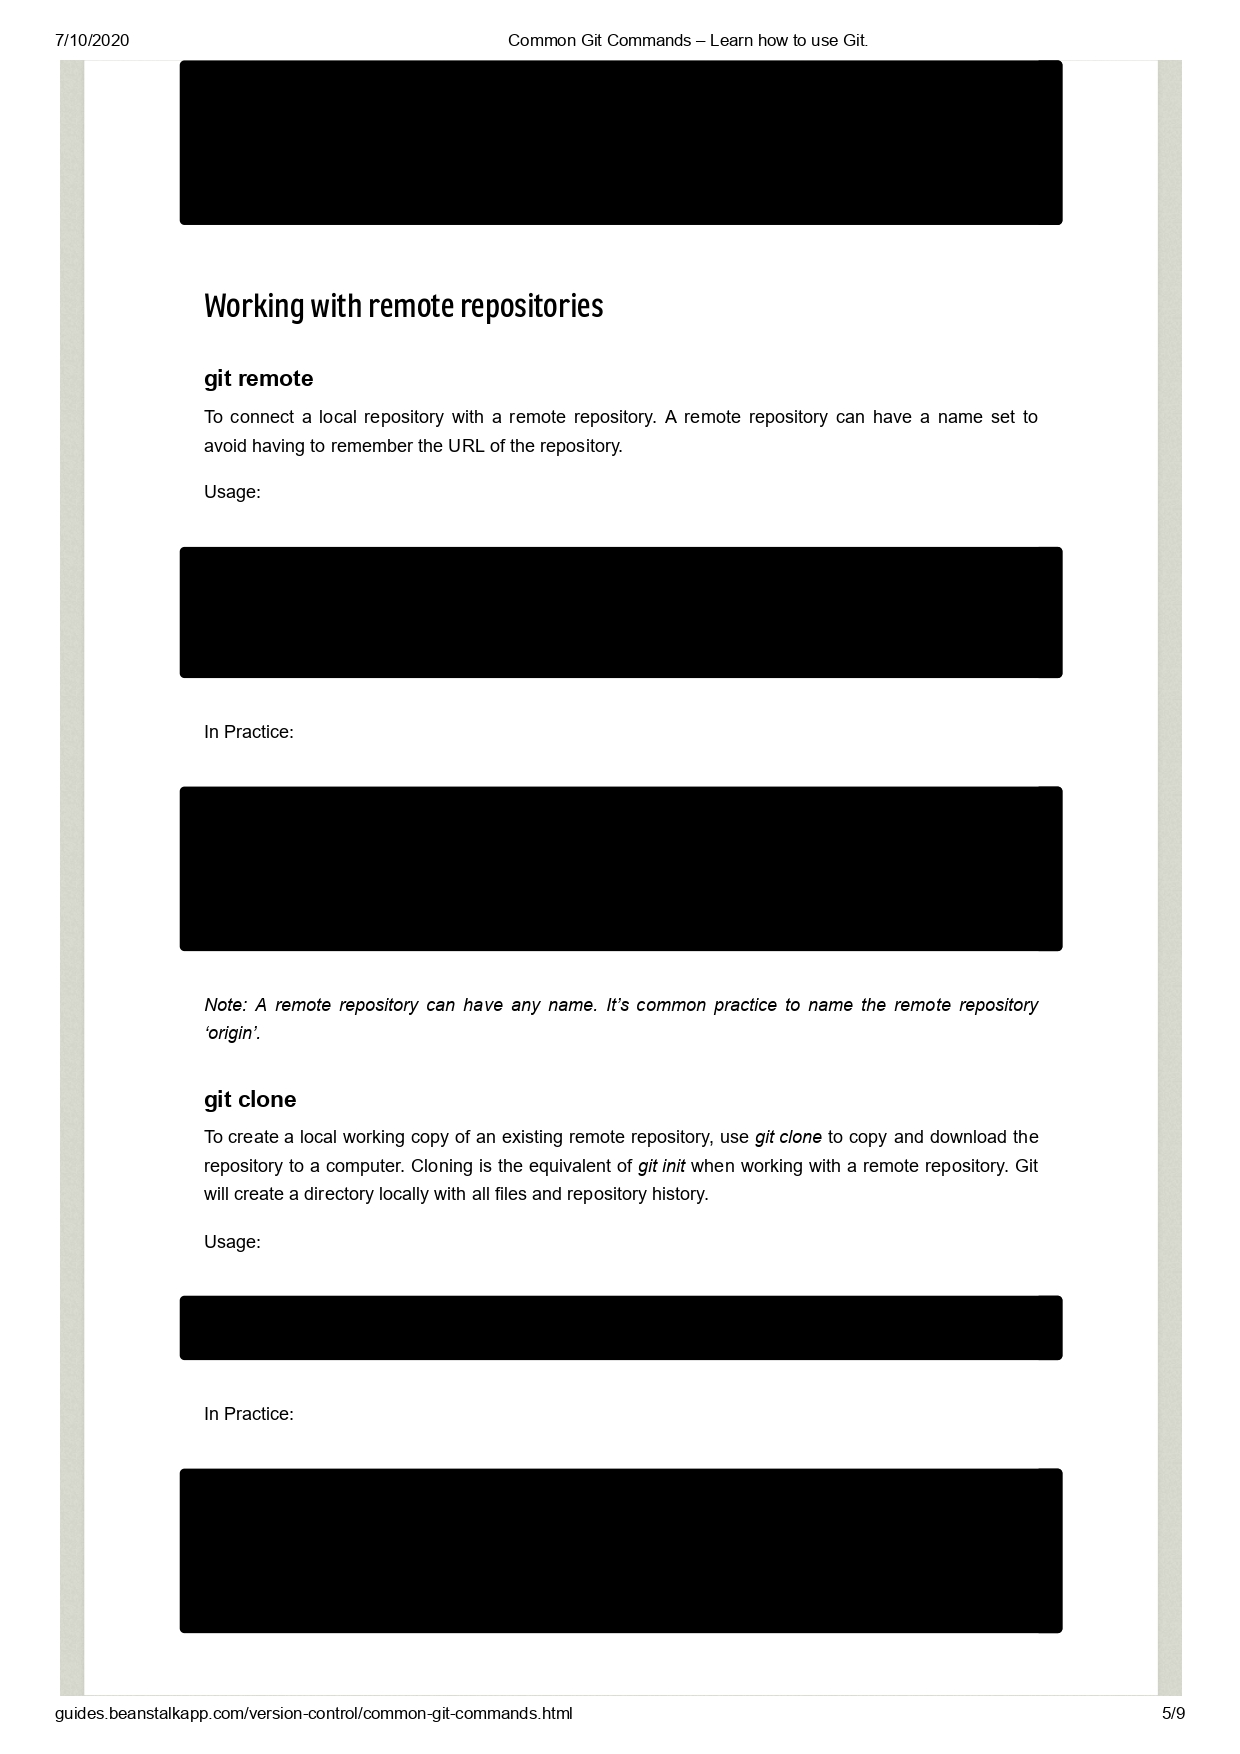 7/10/2020
Common Git Commands – Learn how to use Git.
Working with remote repositories
git remote
To connect a local repository with a remote repository. A remote repository can have a name set to
avoid having to remember the URL of the repository.
Usage:
In Practice:
Note: A remote repository can have any name. It’s common practice to name the remote repository
‘origin’.
git clone
To create a local working copy of an existing remote repository, use git clone to copy and download the
repository to a computer. Cloning is the equivalent of git init when working with a remote repository. Git
will create a directory locally with all files and repository history.
Usage:
In Practice:
guides.beanstalkapp.com/version-control/common-git-commands.html
5/9